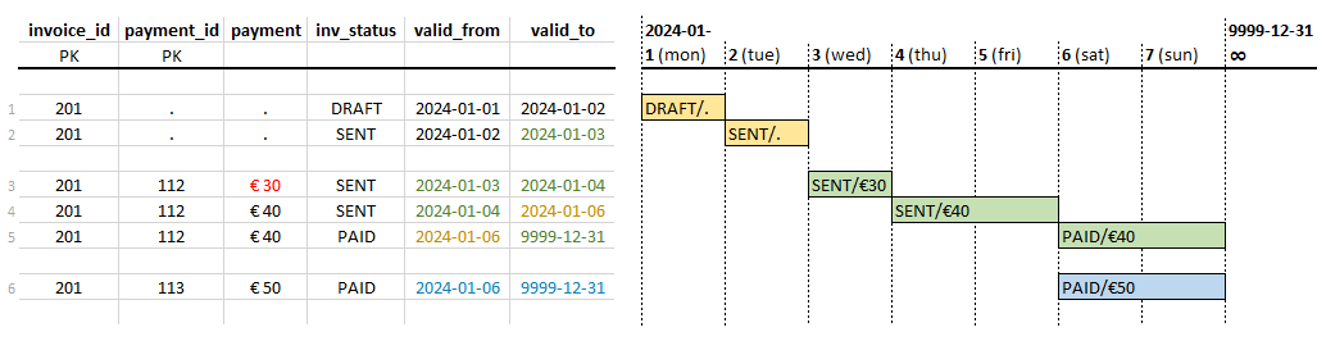 invoice_id payment_id payment inv_status valid_from valid_to 2024-01- 9999-12-31
PK PK 1 (mon) 2 (tue) 3 (wed) 4 (thu) 5 (fri) 6 (sat) 7 (sun) ∞
1 201 . . DRAFT 2024-01-01 2024-01-02 DRAFT/.
2 201 . . SENT 2024-01-02 2024-01-03 SENT/.
3 201 112 € 30 SENT 2024-01-03 2024-01-04 SENT/€30
4 201 112 € 40 SENT 2024-01-04 2024-01-06 SENT/€40
5 201 112 € 40 PAID 2024-01-06 9999-12-31 PAID/€40
6 201 113 € 50 PAID 2024-01-06 9999-12-31 PAID/€50